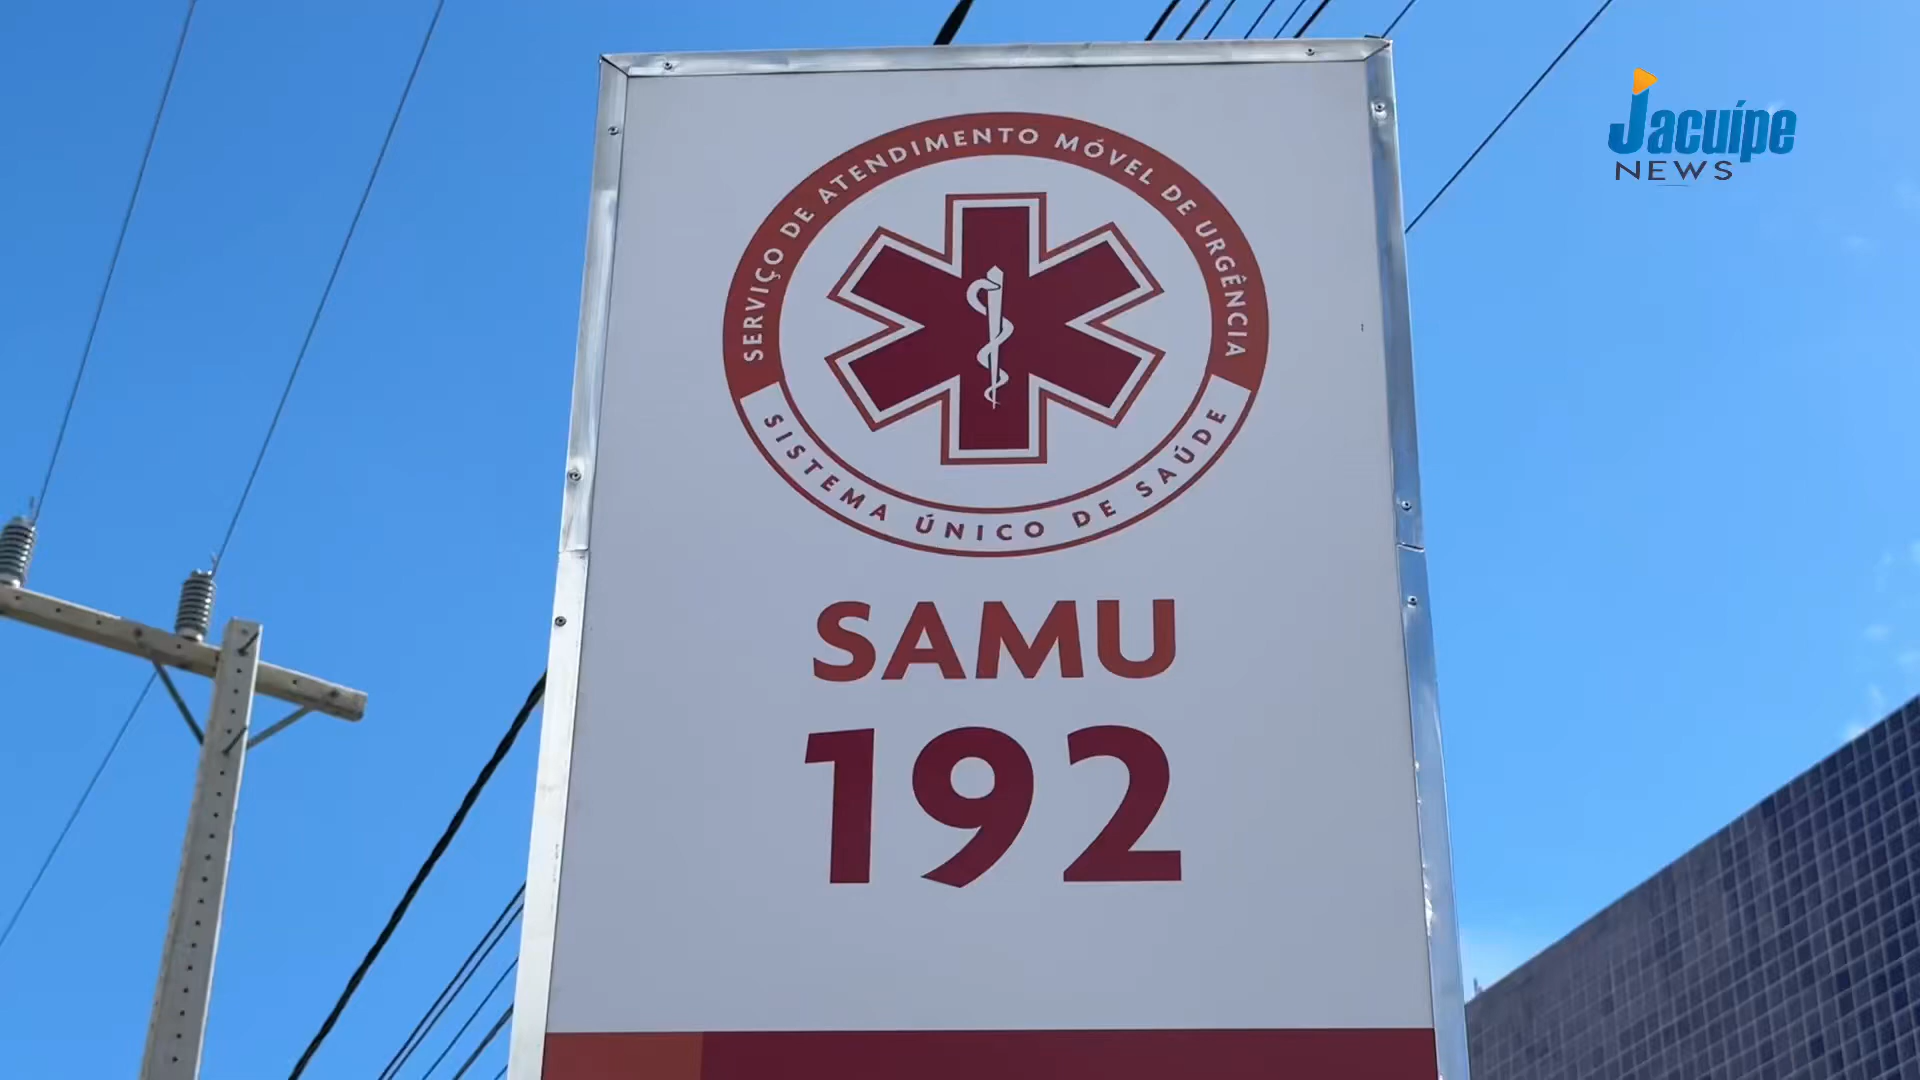 Jacuípe
NEWS
SERVIÇO DE ATENDIMENTO MÓVEL DE URGÊNCIA
SISTEMA ÚNICO DE SAÚDE
SAMU
192